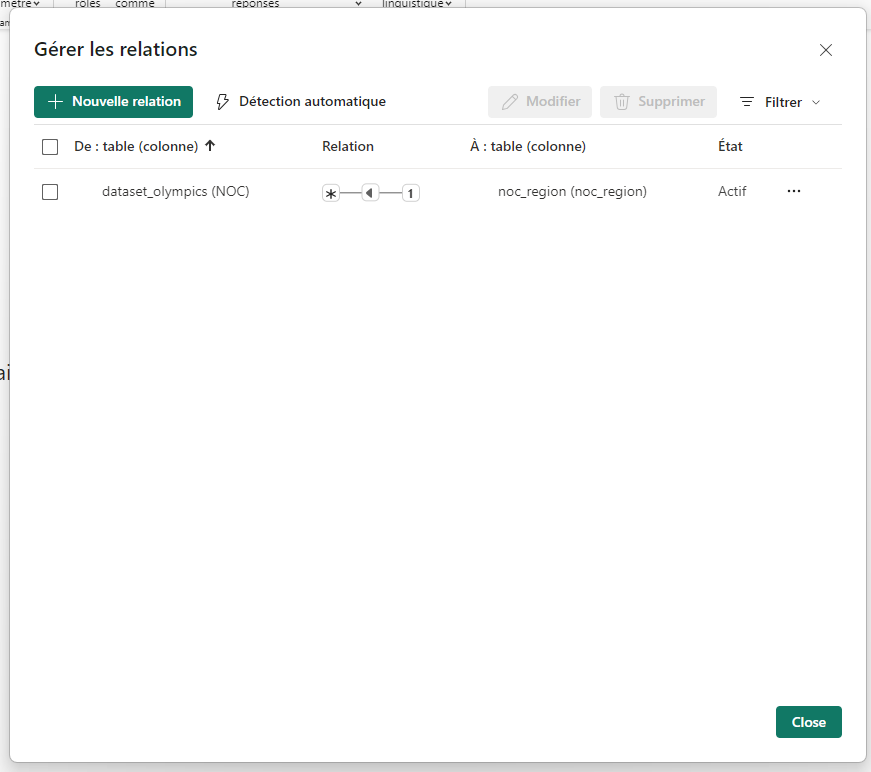 mètre rôles comme réponses linguistique
Gérer les relations
Nouvelle relation Détection automatique Modifier Supprimer Filtrer
De : table (colonne) Relation À : table (colonne) État
dataset_olympics (NOC) * 1 noc_region (noc_region) Actif ...
Close